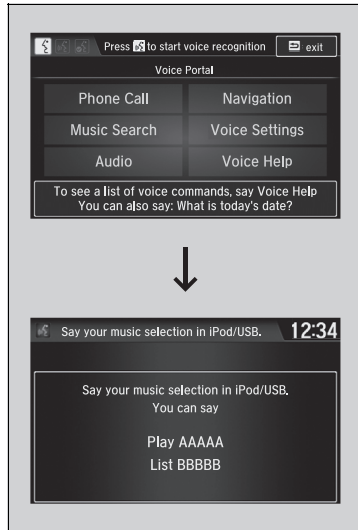 Press to start voice recognition
exit
Voice Portal
Phone Call
Navigation
Music Search
Voice Settings
Audio
Voice Help
To see a list of voice commands, say Voice Help
You can also say: What is today's date?
Say your music selection in iPod/USB.
12:34
Say your music selection in iPod/USB.
You can say
Play AAAAA
List BBBBB